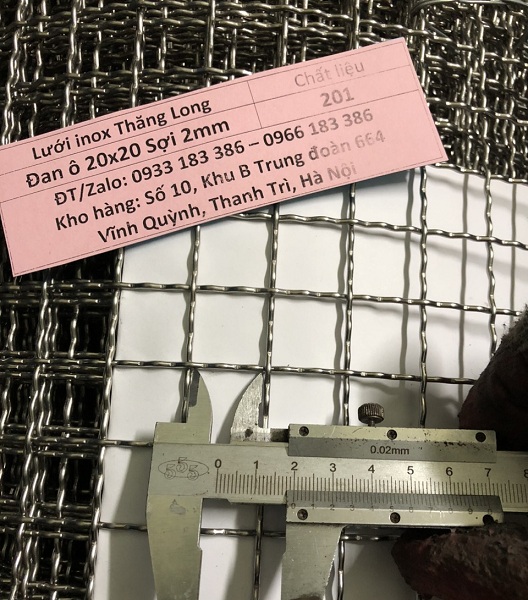 Lưới inox Thăng Long
Chất liệu
Đan ô 20x20 Sợi 2mm
201
ĐT/Zalo: 0933 183 386 – 0966 183 386
Kho hàng: Số 10, Khu B Trung đoàn 664
Vĩnh Quỳnh, Thanh Trì, Hà Nội
0.02mm
0 1 2 3 4 5 6 7 8